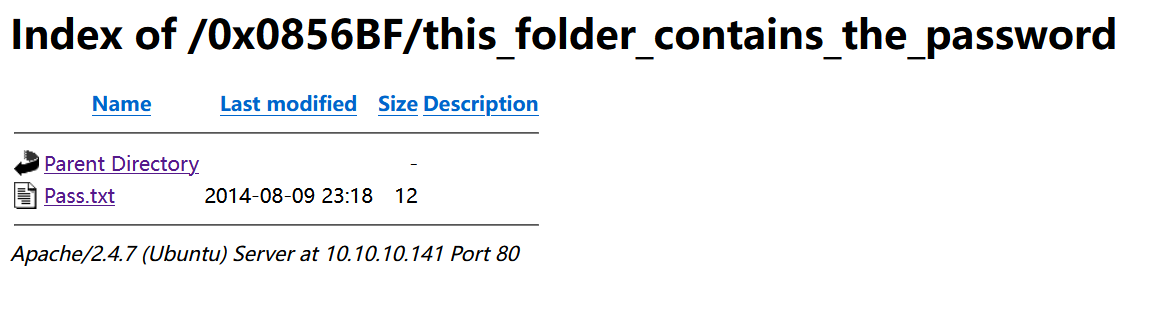 Index of /0x0856BF/this_folder_contains_the_password
Name Last modified Size Description
Parent Directory -
Pass.txt 2014-08-09 23:18 12
Apache/2.4.7 (Ubuntu) Server at 10.10.10.141 Port 80